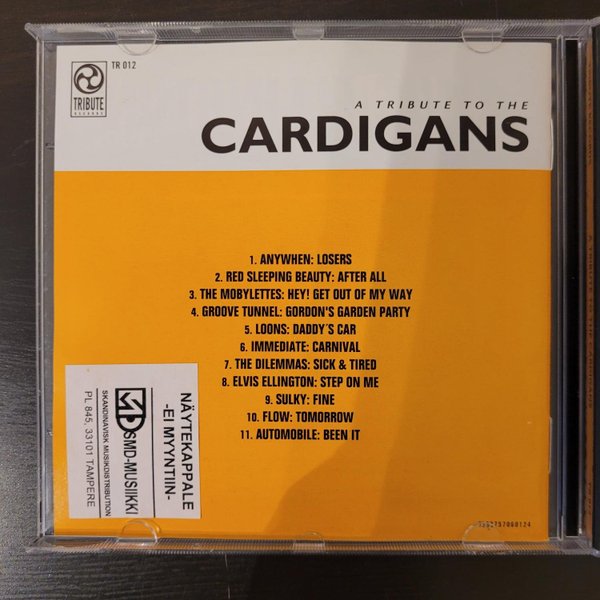 TRIBUTE
RECORDS
TR 012
A TRIBUTE TO THE
CARDIGANS
1. ANYWHEN: LOSERS
2. RED SLEEPING BEAUTY: AFTER ALL
3. THE MOBYLETTES: HEY! GET OUT OF MY WAY
4. GROOVE TUNNEL: GORDON'S GARDEN PARTY
5. LOONS: DADDY´S CAR
6. IMMEDIATE: CARNIVAL
7. THE DILEMMAS: SICK & TIRED
8. ELVIS ELLINGTON: STEP ON ME
9. SULKY: FINE
10. FLOW: TOMORROW
11. AUTOMOBILE: BEEN IT
NÄYTEKAPPALE
-EI MYYNTIIN-
SMD-MUSIIKKI
SKANDINAVISK MUSIKDISTRIBUTION
PL 845, 33101 TAMPERE